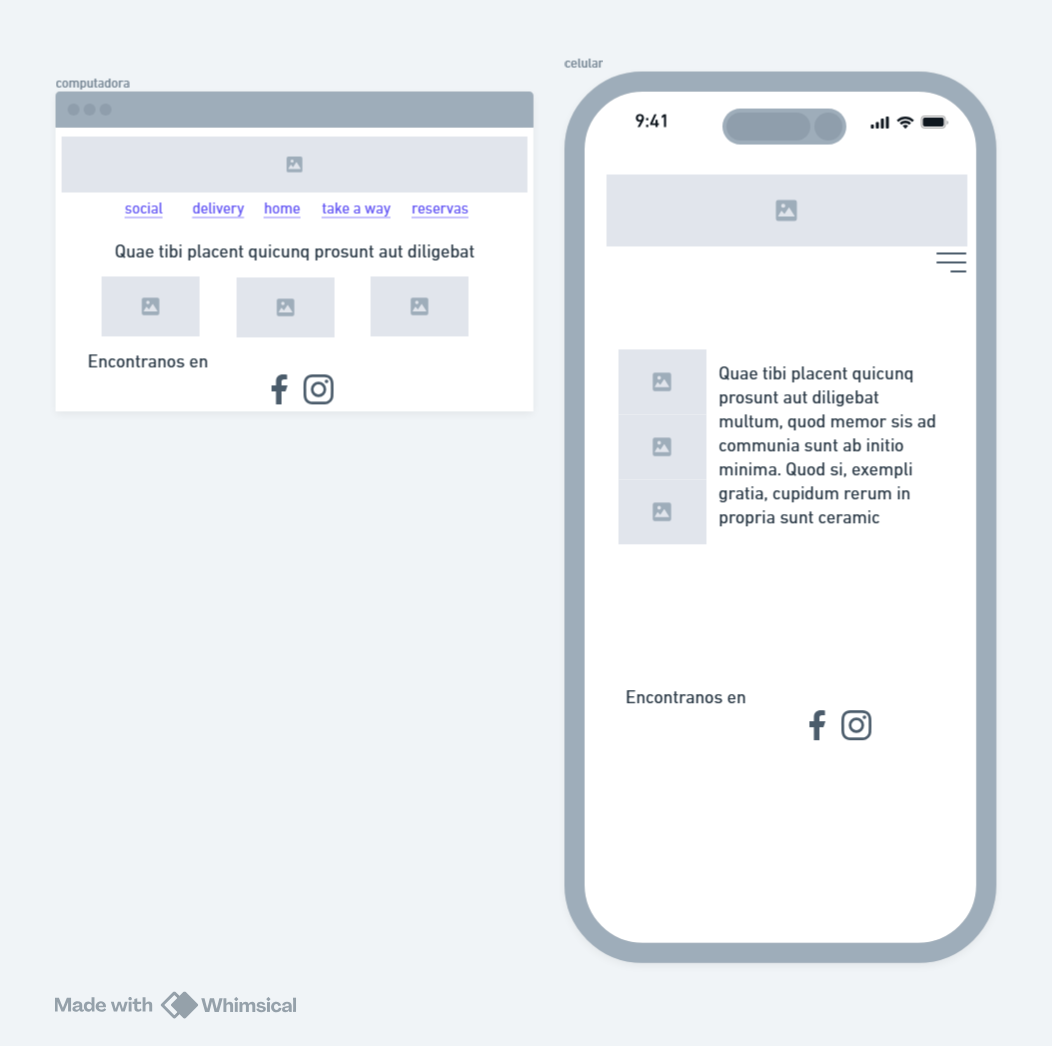 computadora
social delivery home take a way reservas
Quae tibi placent quicunq prosunt aut diligebat
Encontranos en
celular
9:41
Quae tibi placent quicunq
prosunt aut diligebat
multum, quod memor sis ad
communia sunt ab initio
minima. Quod si, exempli
gratia, cupidum rerum in
propria sunt ceramic
Encontranos en
Made with Whimsical